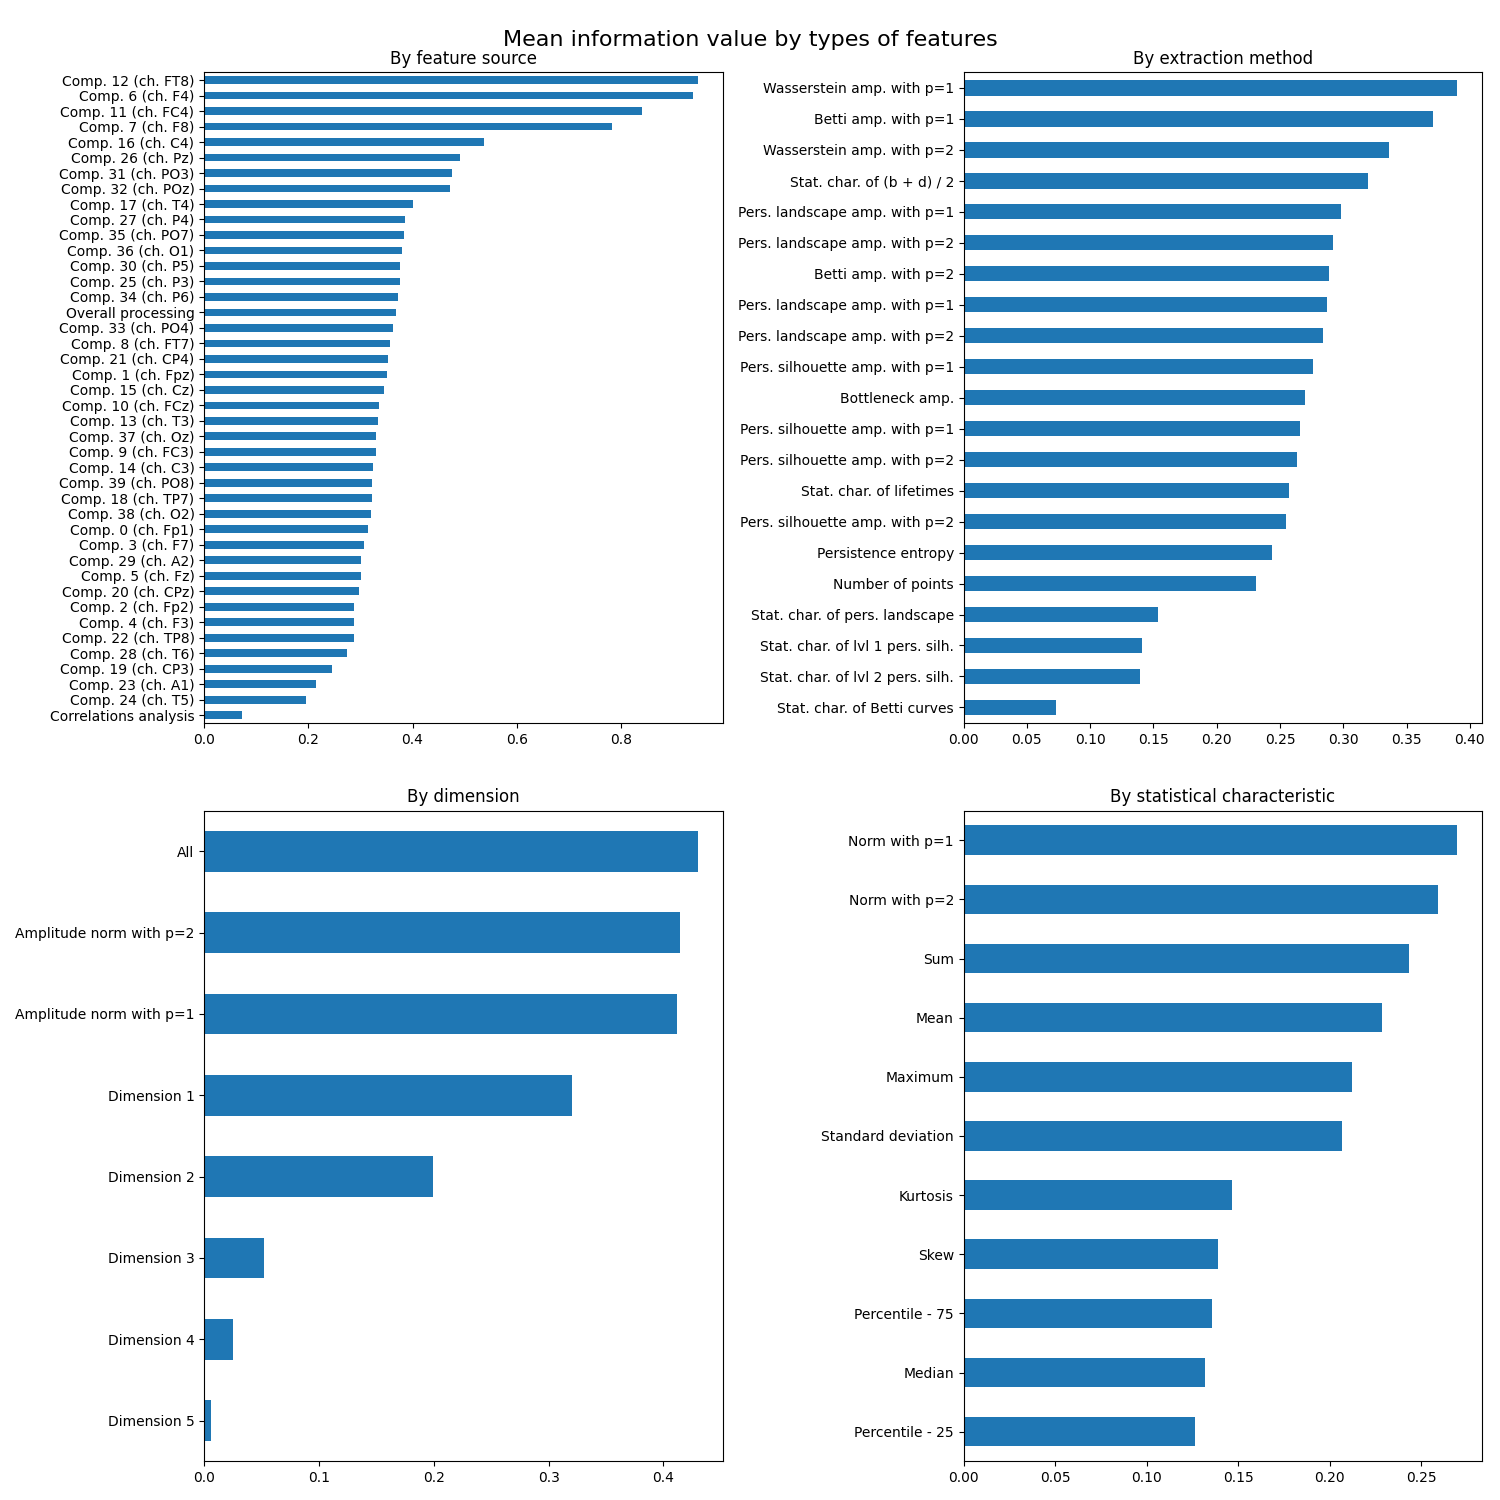 Mean information value by types of features
By feature source
Comp. 12 (ch. FT8)
Comp. 6 (ch. F4)
Comp. 11 (ch. FC4)
Comp. 7 (ch. F8)
Comp. 16 (ch. C4)
Comp. 26 (ch. Pz)
Comp. 31 (ch. PO3)
Comp. 32 (ch. POz)
Comp. 17 (ch. T4)
Comp. 27 (ch. P4)
Comp. 35 (ch. PO7)
Comp. 36 (ch. O1)
Comp. 30 (ch. P5)
Comp. 25 (ch. P3)
Comp. 34 (ch. P6)
Overall processing
Comp. 33 (ch. PO4)
Comp. 8 (ch. FT7)
Comp. 21 (ch. CP4)
Comp. 1 (ch. Fpz)
Comp. 15 (ch. Cz)
Comp. 10 (ch. FCz)
Comp. 13 (ch. T3)
Comp. 37 (ch. Oz)
Comp. 9 (ch. FC3)
Comp. 14 (ch. C3)
Comp. 39 (ch. PO8)
Comp. 18 (ch. TP7)
Comp. 38 (ch. O2)
Comp. 0 (ch. Fp1)
Comp. 3 (ch. F7)
Comp. 29 (ch. A2)
Comp. 5 (ch. Fz)
Comp. 20 (ch. CPz)
Comp. 2 (ch. Fp2)
Comp. 4 (ch. F3)
Comp. 22 (ch. TP8)
Comp. 28 (ch. T6)
Comp. 19 (ch. CP3)
Comp. 23 (ch. A1)
Comp. 24 (ch. T5)
Correlations analysis
0.0 0.2 0.4 0.6 0.8
By extraction method
Wasserstein amp. with p=1
Betti amp. with p=1
Wasserstein amp. with p=2
Stat. char. of (b + d) / 2
Pers. landscape amp. with p=1
Pers. landscape amp. with p=2
Betti amp. with p=2
Pers. landscape amp. with p=1
Pers. landscape amp. with p=2
Pers. silhouette amp. with p=1
Bottleneck amp.
Pers. silhouette amp. with p=1
Pers. silhouette amp. with p=2
Stat. char. of lifetimes
Pers. silhouette amp. with p=2
Persistence entropy
Number of points
Stat. char. of pers. landscape
Stat. char. of lvl 1 pers. silh.
Stat. char. of lvl 2 pers. silh.
Stat. char. of Betti curves
0.00 0.05 0.10 0.15 0.20 0.25 0.30 0.35 0.40
By dimension
All
Amplitude norm with p=2
Amplitude norm with p=1
Dimension 1
Dimension 2
Dimension 3
Dimension 4
Dimension 5
0.0 0.1 0.2 0.3 0.4
By statistical characteristic
Norm with p=1
Norm with p=2
Sum
Mean
Maximum
Standard deviation
Kurtosis
Skew
Percentile - 75
Median
Percentile - 25
0.00 0.05 0.10 0.15 0.20 0.25